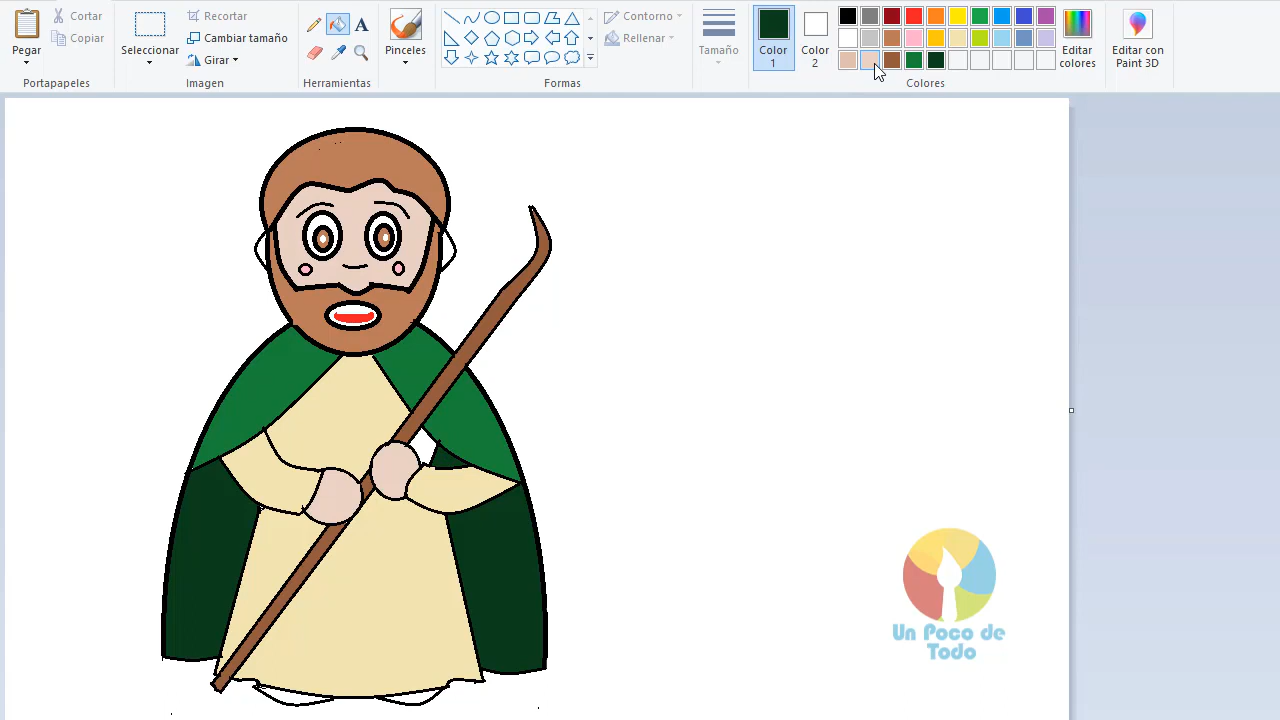 Pegar
Cortar
Copiar
Portapapeles
Seleccionar
Recortar
Cambiar tamaño
Girar
Imagen
A
Herramientas
Pinceles
Contorno
Rellenar
Formas
Tamaño
Color
1
Color
2
Editar
colores
Colores
Editar con
Paint 3D
Un Poco de
Todo